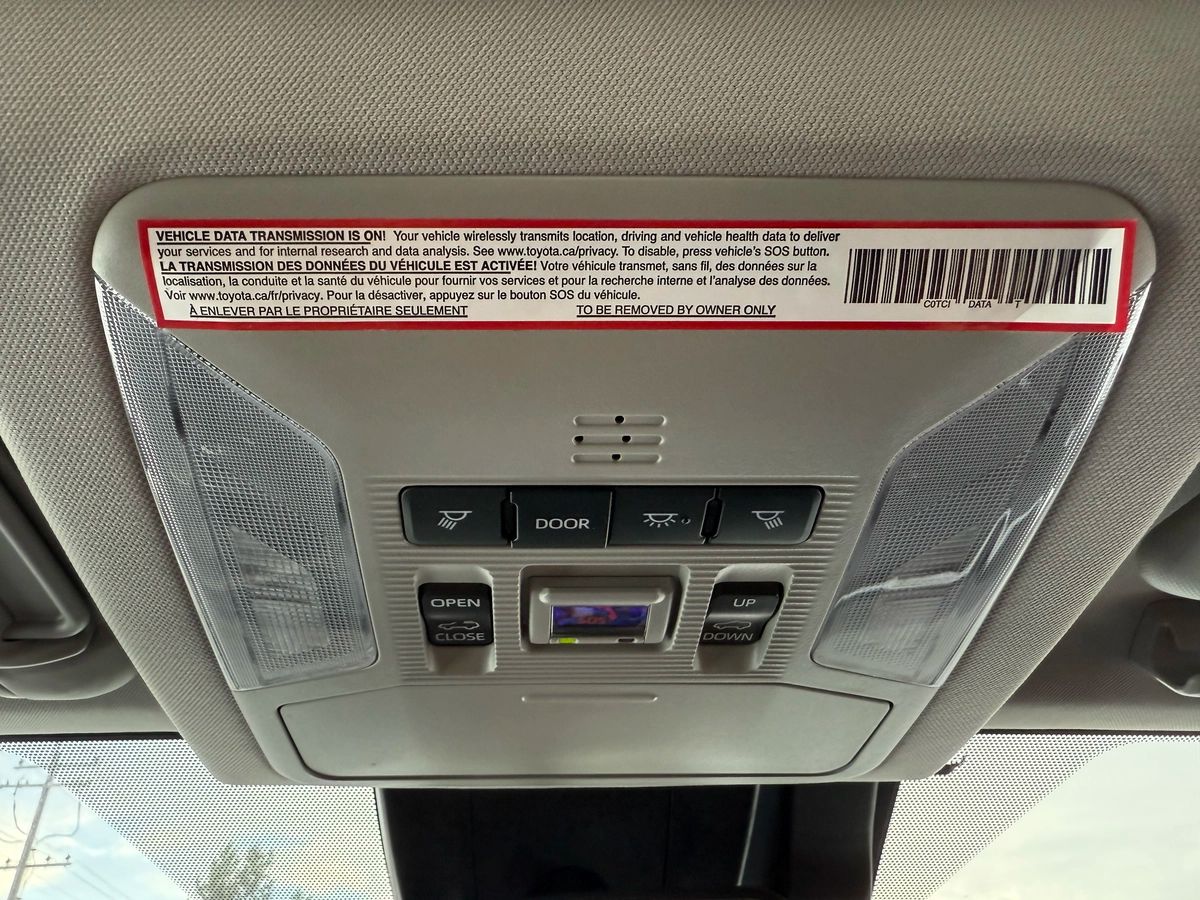 VEHICLE DATA TRANSMISSION IS ON! Your vehicle wirelessly transmits location, driving and vehicle health data to deliver
your services and for internal research and data analysis. See www.toyota.ca/privacy. To disable, press vehicle's SOS button.
LA TRANSMISSION DES DONNÉES DU VÉHICULE EST ACTIVÉE! Votre véhicule transmet, sans fil, des données sur la
localisation, la conduite et la santé du véhicule pour fournir vos services et pour la recherche interne et l'analyse des données.
Voir www.toyota.ca/fr/privacy. Pour la désactiver, appuyez sur le bouton SOS du véhicule.
À ENLEVER PAR LE PROPRIÉTAIRE SEULEMENT TO BE REMOVED BY OWNER ONLY
C0TCI DATA T
DOOR
OPEN
CLOSE
SOS
UP
DOWN